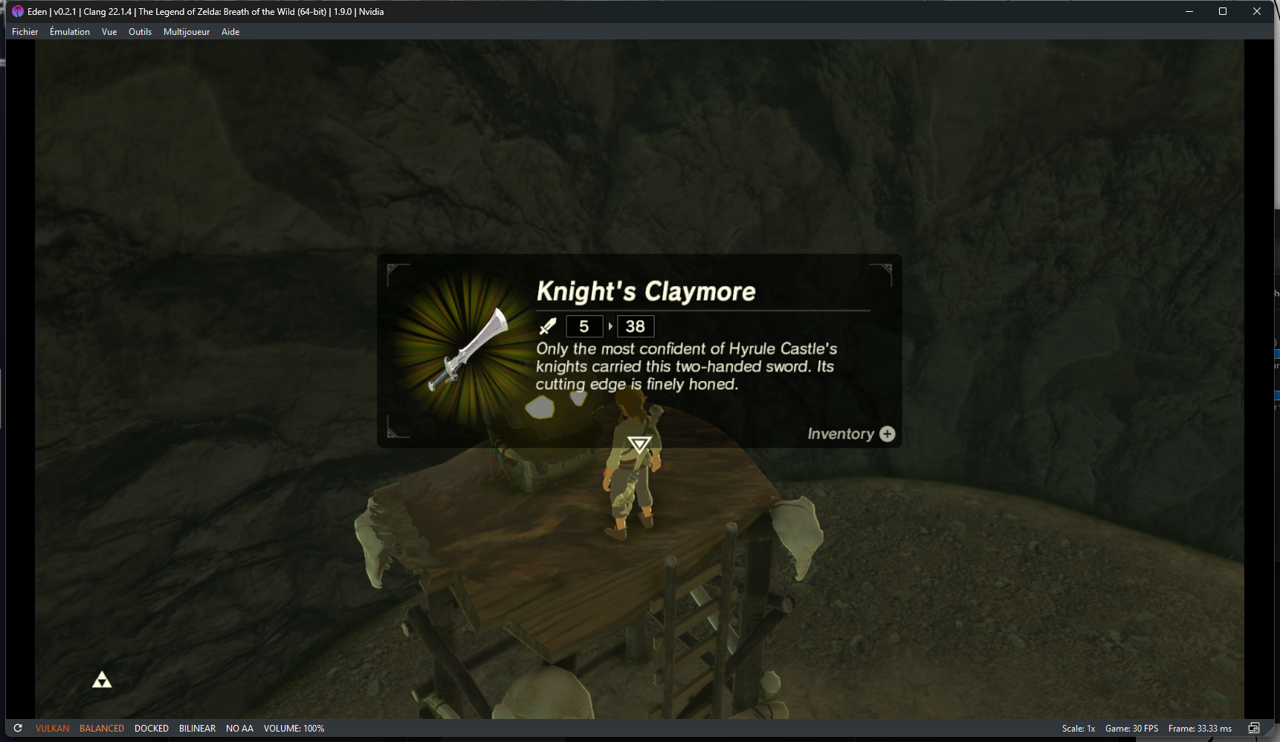 Eden | v0.2.1 | Clang 22.1.4 | The Legend of Zelda: Breath of the Wild (64-bit) | 1.9.0 | Nvidia
Fichier Émulation Vue Outils Multijoueur Aide
Knight's Claymore
5 38
Only the most confident of Hyrule Castle's
knights carried this two-handed sword. Its
cutting edge is finely honed.
Inventory +
VULKAN BALANCED DOCKED BILINEAR NO AA VOLUME: 100% Scale: 1x Game: 30 FPS Frame: 33.33 ms